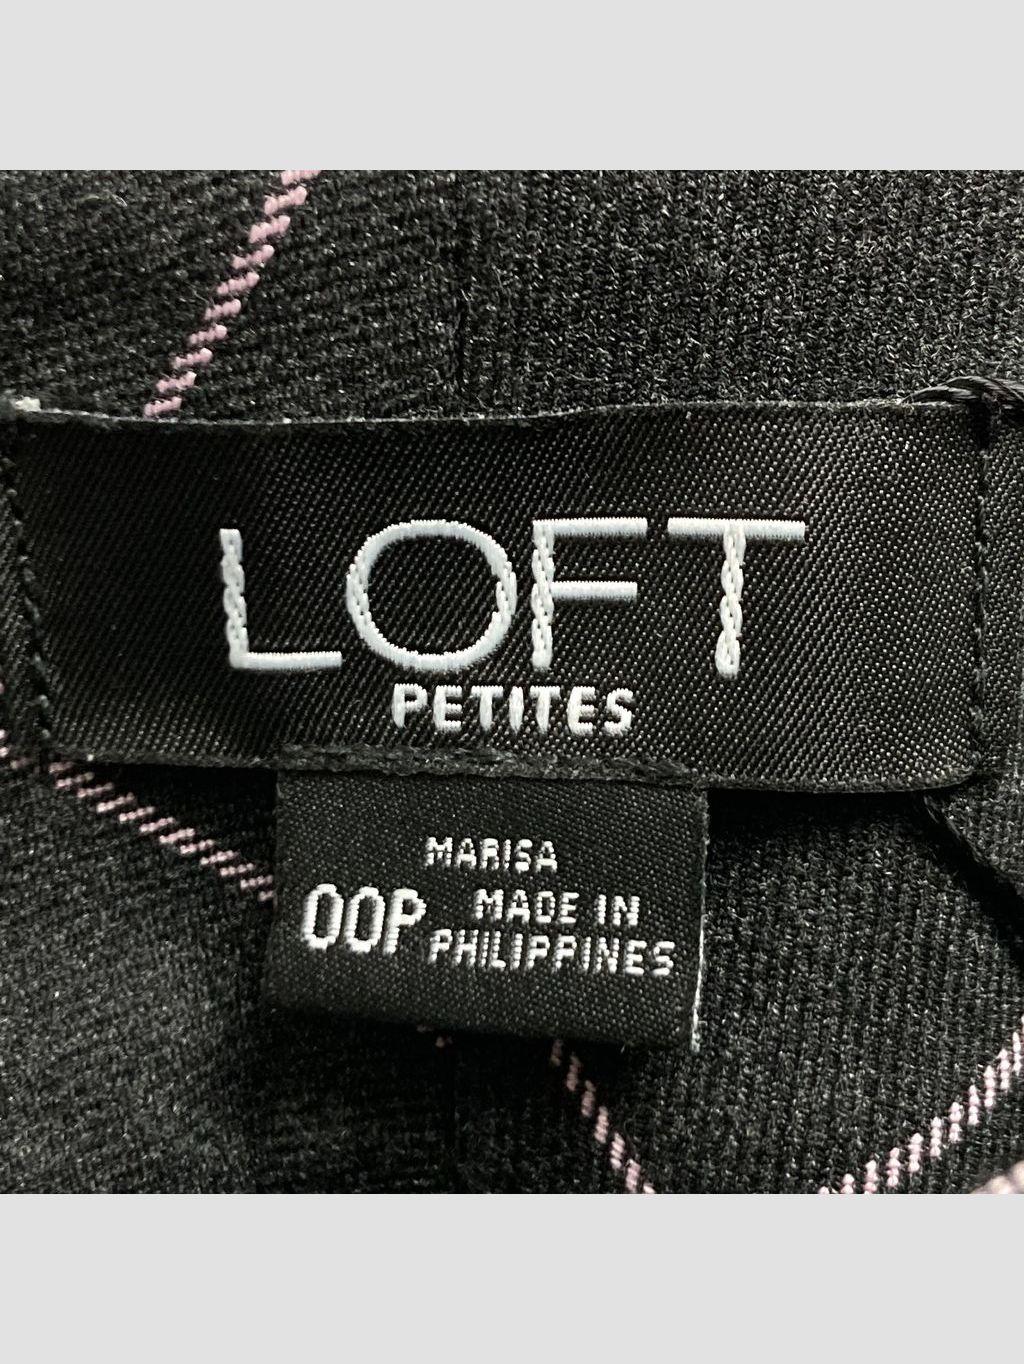 LOFT
PETITES
MARISA
00P MADE IN
PHILIPPINES